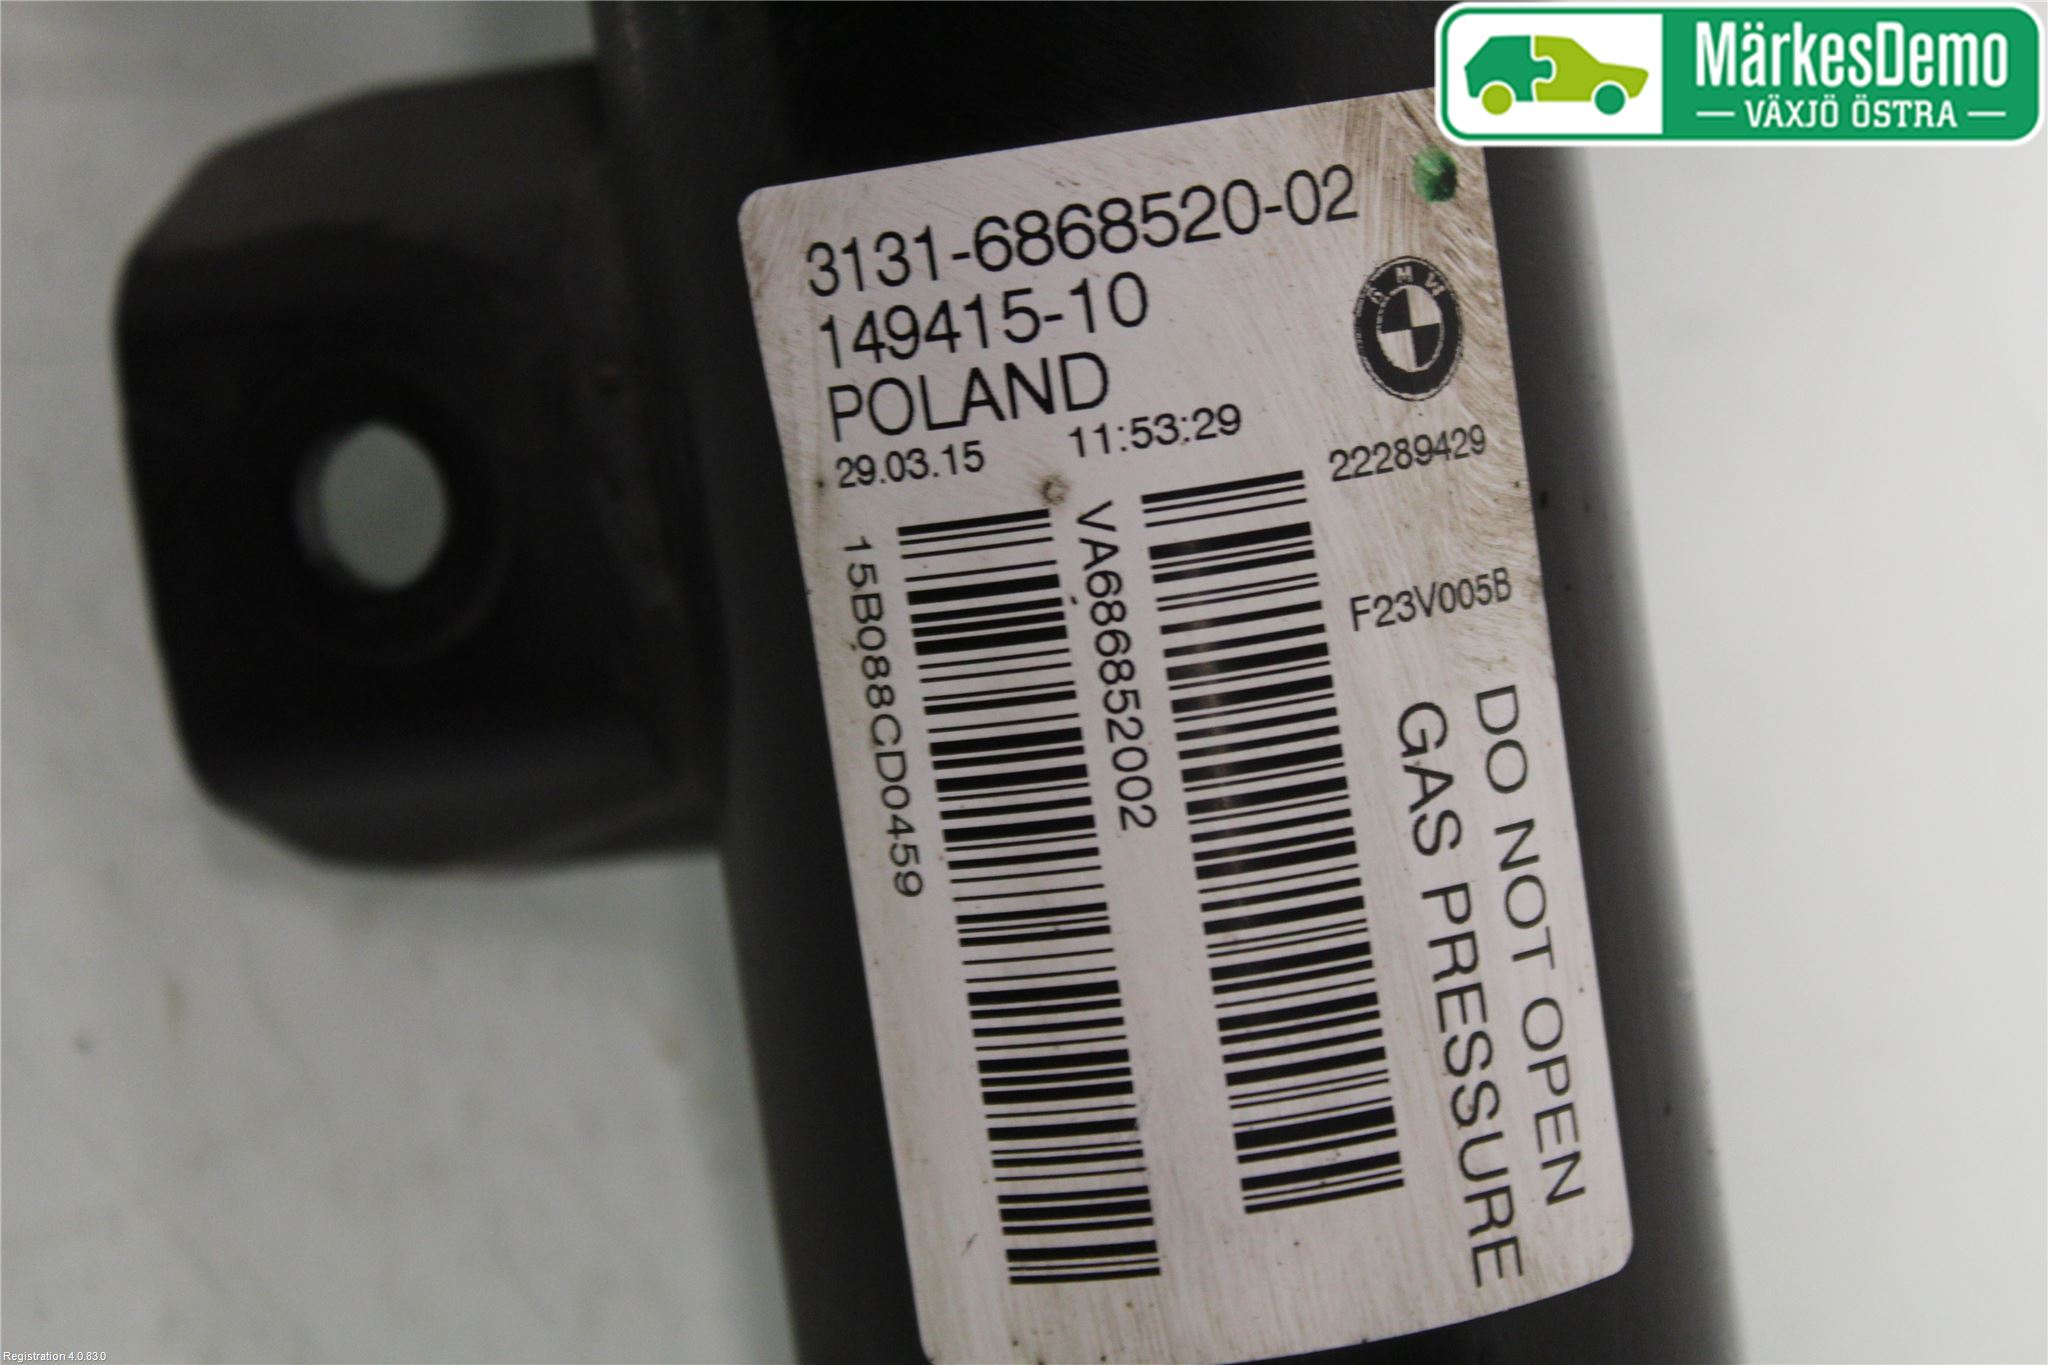 MärkesDemo
VÄXJÖ ÖSTRA
3131-6868520-02
149415-10
POLAND
29.03.15 11:53:29
BMW
22289429
F23V005B
15B088CD0459
VA686852002
DO NOT OPEN
GAS PRESSURE
Registration 4.0.83.0